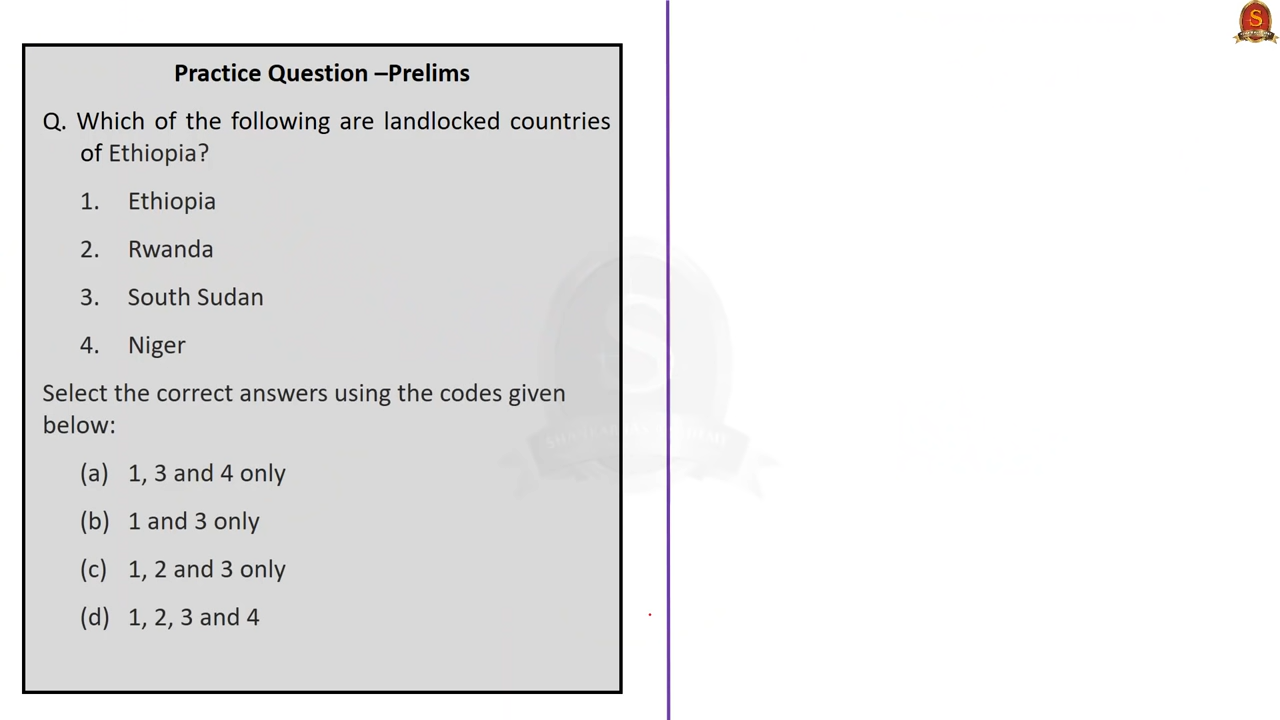 Practice Question –Prelims
Q. Which of the following are landlocked countries
of Ethiopia?
1. Ethiopia
2. Rwanda
3. South Sudan
4. Niger
Select the correct answers using the codes given
below:
(a) 1, 3 and 4 only
(b) 1 and 3 only
(c) 1, 2 and 3 only
(d) 1, 2, 3 and 4